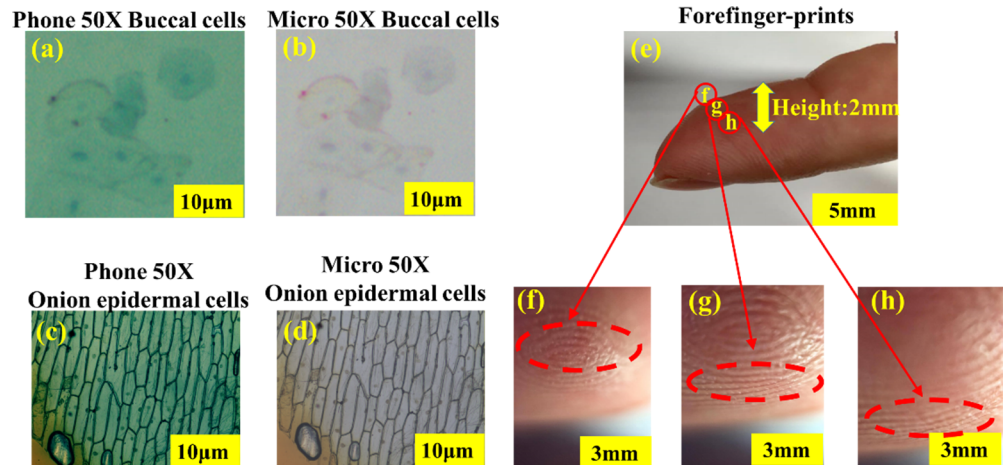 Phone 50X Buccal cells
(a)
10μm
Micro 50X Buccal cells
(b)
10μm
Phone 50X
Onion epidermal cells
(c)
10μm
Micro 50X
Onion epidermal cells
(d)
10μm
Forefinger-prints
(e)
f
g
h
Height:2mm
5mm
(f)
3mm
(g)
3mm
(h)
3mm